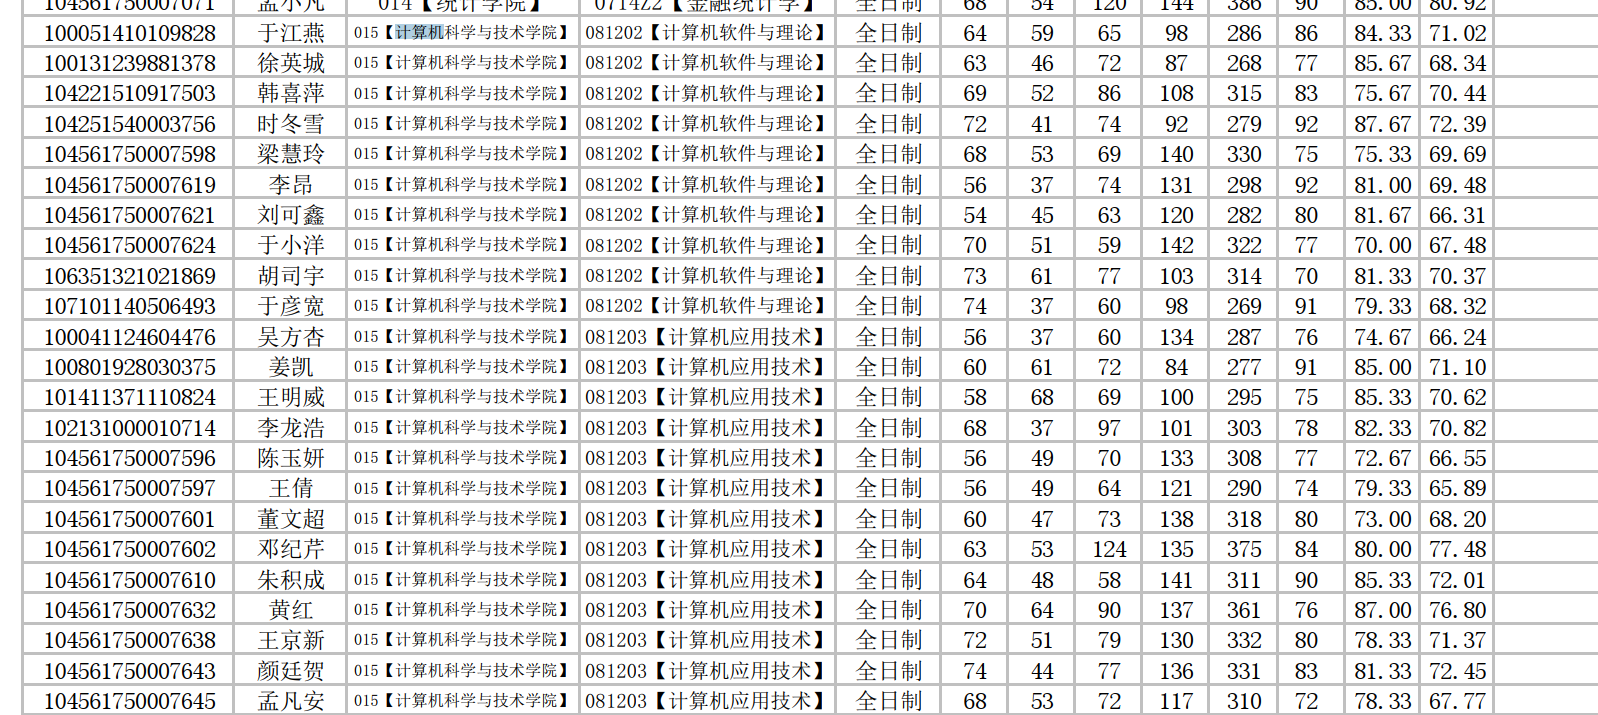 104561750007071 孟小凡 014【统计学院】 0714Z2【金融统计学】 全日制 68 54 120 144 386 90 85.00 80.92
100051410109828 于江燕 015【计算机科学与技术学院】 081202【计算机软件与理论】 全日制 64 59 65 98 286 86 84.33 71.02
100131239881378 徐英城 015【计算机科学与技术学院】 081202【计算机软件与理论】 全日制 63 46 72 87 268 77 85.67 68.34
104221510917503 韩喜萍 015【计算机科学与技术学院】 081202【计算机软件与理论】 全日制 69 52 86 108 315 83 75.67 70.44
104251540003756 时冬雪 015【计算机科学与技术学院】 081202【计算机软件与理论】 全日制 72 41 74 92 279 92 87.67 72.39
104561750007598 梁慧玲 015【计算机科学与技术学院】 081202【计算机软件与理论】 全日制 68 53 69 140 330 75 75.33 69.69
104561750007619 李昂 015【计算机科学与技术学院】 081202【计算机软件与理论】 全日制 56 37 74 131 298 92 81.00 69.48
104561750007621 刘可鑫 015【计算机科学与技术学院】 081202【计算机软件与理论】 全日制 54 45 63 120 282 80 81.67 66.31
104561750007624 于小洋 015【计算机科学与技术学院】 081202【计算机软件与理论】 全日制 70 51 59 142 322 77 70.00 67.48
106351321021869 胡司宇 015【计算机科学与技术学院】 081202【计算机软件与理论】 全日制 73 61 77 103 314 70 81.33 70.37
107101140506493 于彦宽 015【计算机科学与技术学院】 081202【计算机软件与理论】 全日制 74 37 60 98 269 91 79.33 68.32
100041124604476 吴方杏 015【计算机科学与技术学院】 081203【计算机应用技术】 全日制 56 37 60 134 287 76 74.67 66.24
100801928030375 姜凯 015【计算机科学与技术学院】 081203【计算机应用技术】 全日制 60 61 72 84 277 91 85.00 71.10
101411371110824 王明威 015【计算机科学与技术学院】 081203【计算机应用技术】 全日制 58 68 69 100 295 75 85.33 70.62
102131000010714 李龙浩 015【计算机科学与技术学院】 081203【计算机应用技术】 全日制 68 37 97 101 303 78 82.33 70.82
104561750007596 陈玉妍 015【计算机科学与技术学院】 081203【计算机应用技术】 全日制 56 49 70 133 308 77 72.67 66.55
104561750007597 王倩 015【计算机科学与技术学院】 081203【计算机应用技术】 全日制 56 49 64 121 290 74 79.33 65.89
104561750007601 董文超 015【计算机科学与技术学院】 081203【计算机应用技术】 全日制 60 47 73 138 318 80 73.00 68.20
104561750007602 邓纪芹 015【计算机科学与技术学院】 081203【计算机应用技术】 全日制 63 53 124 135 375 84 80.00 77.48
104561750007610 朱积成 015【计算机科学与技术学院】 081203【计算机应用技术】 全日制 64 48 58 141 311 90 85.33 72.01
104561750007632 黄红 015【计算机科学与技术学院】 081203【计算机应用技术】 全日制 70 64 90 137 361 76 87.00 76.80
104561750007638 王京新 015【计算机科学与技术学院】 081203【计算机应用技术】 全日制 72 51 79 130 332 80 78.33 71.37
104561750007643 颜廷贺 015【计算机科学与技术学院】 081203【计算机应用技术】 全日制 74 44 77 136 331 83 81.33 72.45
104561750007645 孟凡安 015【计算机科学与技术学院】 081203【计算机应用技术】 全日制 68 53 72 117 310 72 78.33 67.77